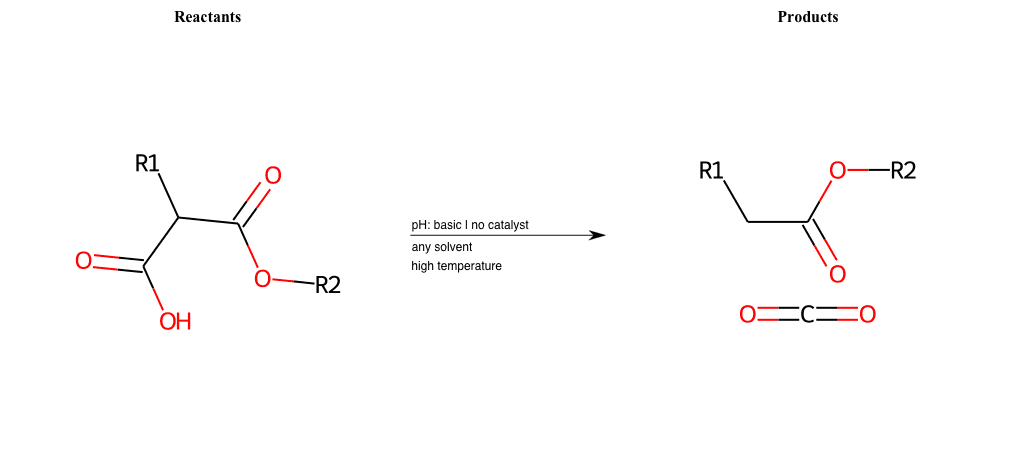 Reactants
Products
R1
O
O
O
R2
OH
pH: basic | no catalyst
any solvent
high temperature
R1
O
R2
O
O
C
O